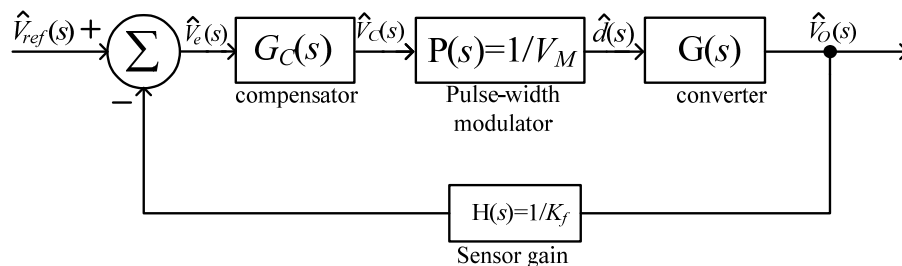 V̂ref(s) +
∑
−
V̂e(s)
GC(s)
compensator
V̂C(s)
P(s)=1/VM
Pulse-width
modulator
d̂(s)
G(s)
converter
V̂O(s)
H(s)=1/Kf
Sensor gain